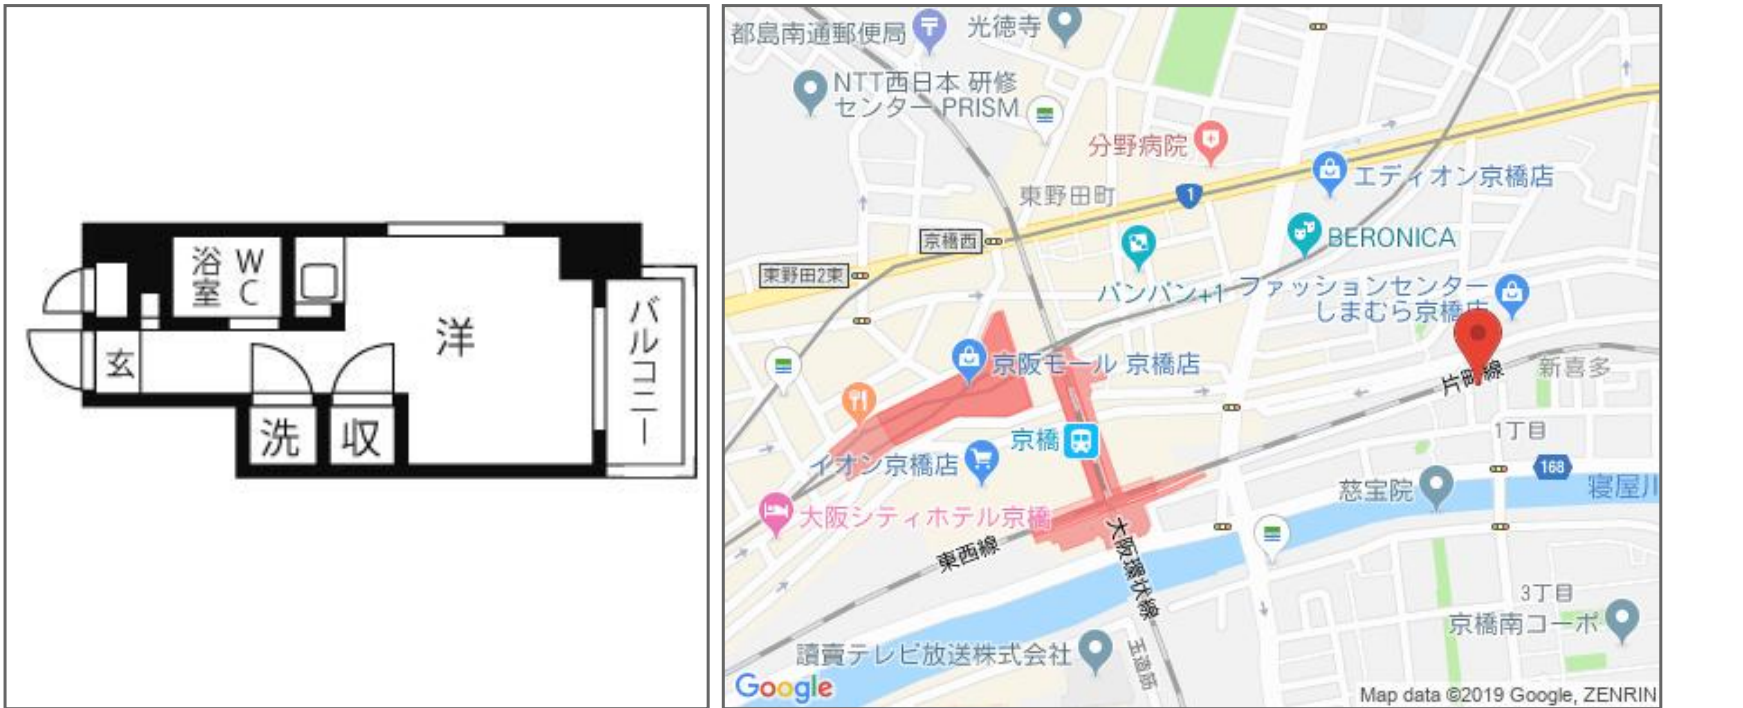 浴室
WC
洋
バルコニー
玄
洗
収
都島南通郵便局
光徳寺
NTT西日本 研修
センター PRISM
分野病院
エディオン京橋店
東野田町
1
京橋西
BERONICA
東野田2東
パンパン+1
ファッションセンター
しまむら京橋店
京阪モール 京橋店
片町線
新喜多
京橋
1丁目
イオン京橋店
168
慈宝院
寝屋川
大阪シティホテル京橋
東西線
大阪環状線
3丁目
京橋南コーポ
讀賣テレビ放送株式会社
玉造筋
Google
Map data ©2019 Google, ZENRIN